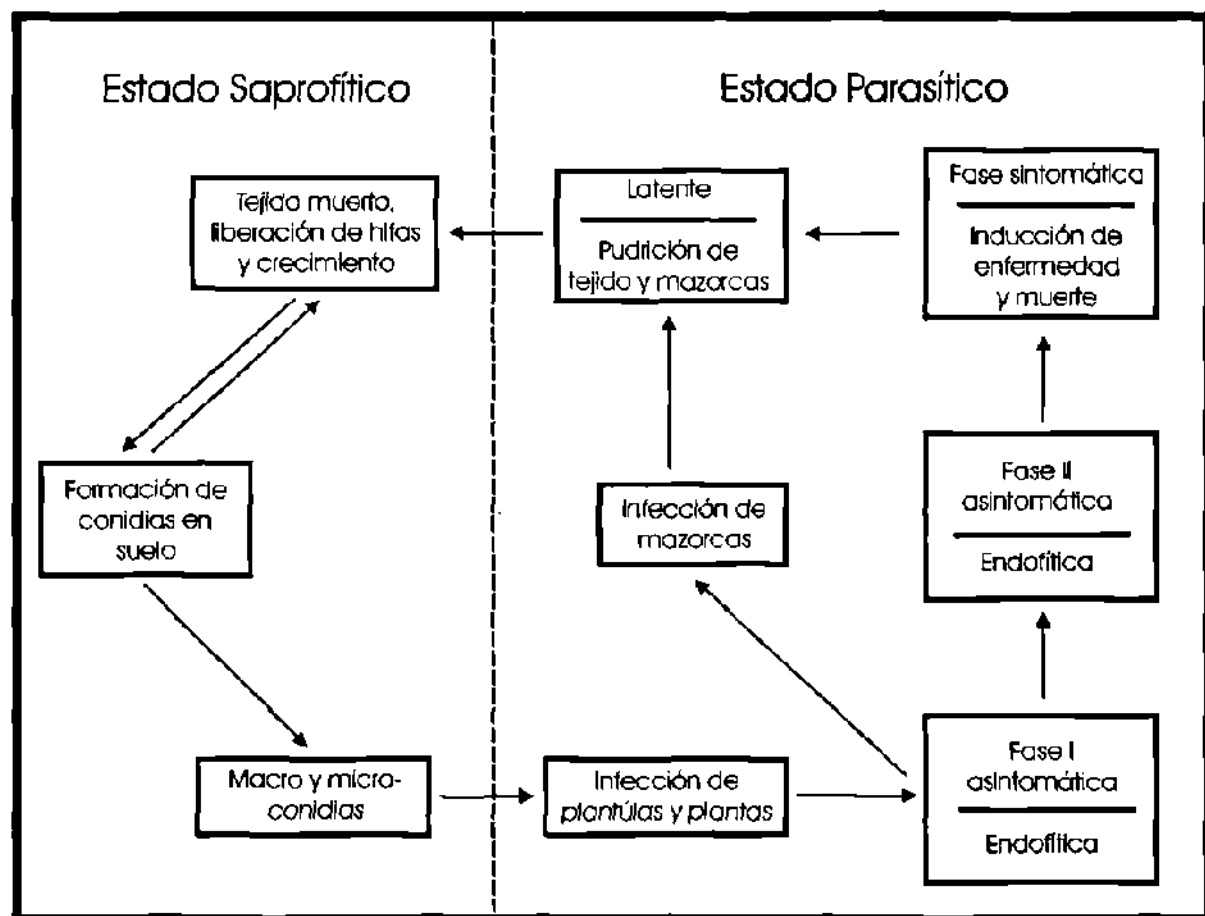 Estado Saprofítico
Estado Parasítico
Tejido muerto,
liberación de hifas
y crecimiento
Latente
Pudrición de
tejido y mazorcas
Fase sintomática
Inducción de
enfermedad
y muerte
Formación de
conidias en
suelo
Infección de
mazorcas
Fase II
asintomática
Endofítica
Macro y micro-
conidias
Infección de
plantúlas y plantas
Fase I
asintomática
Endofítica